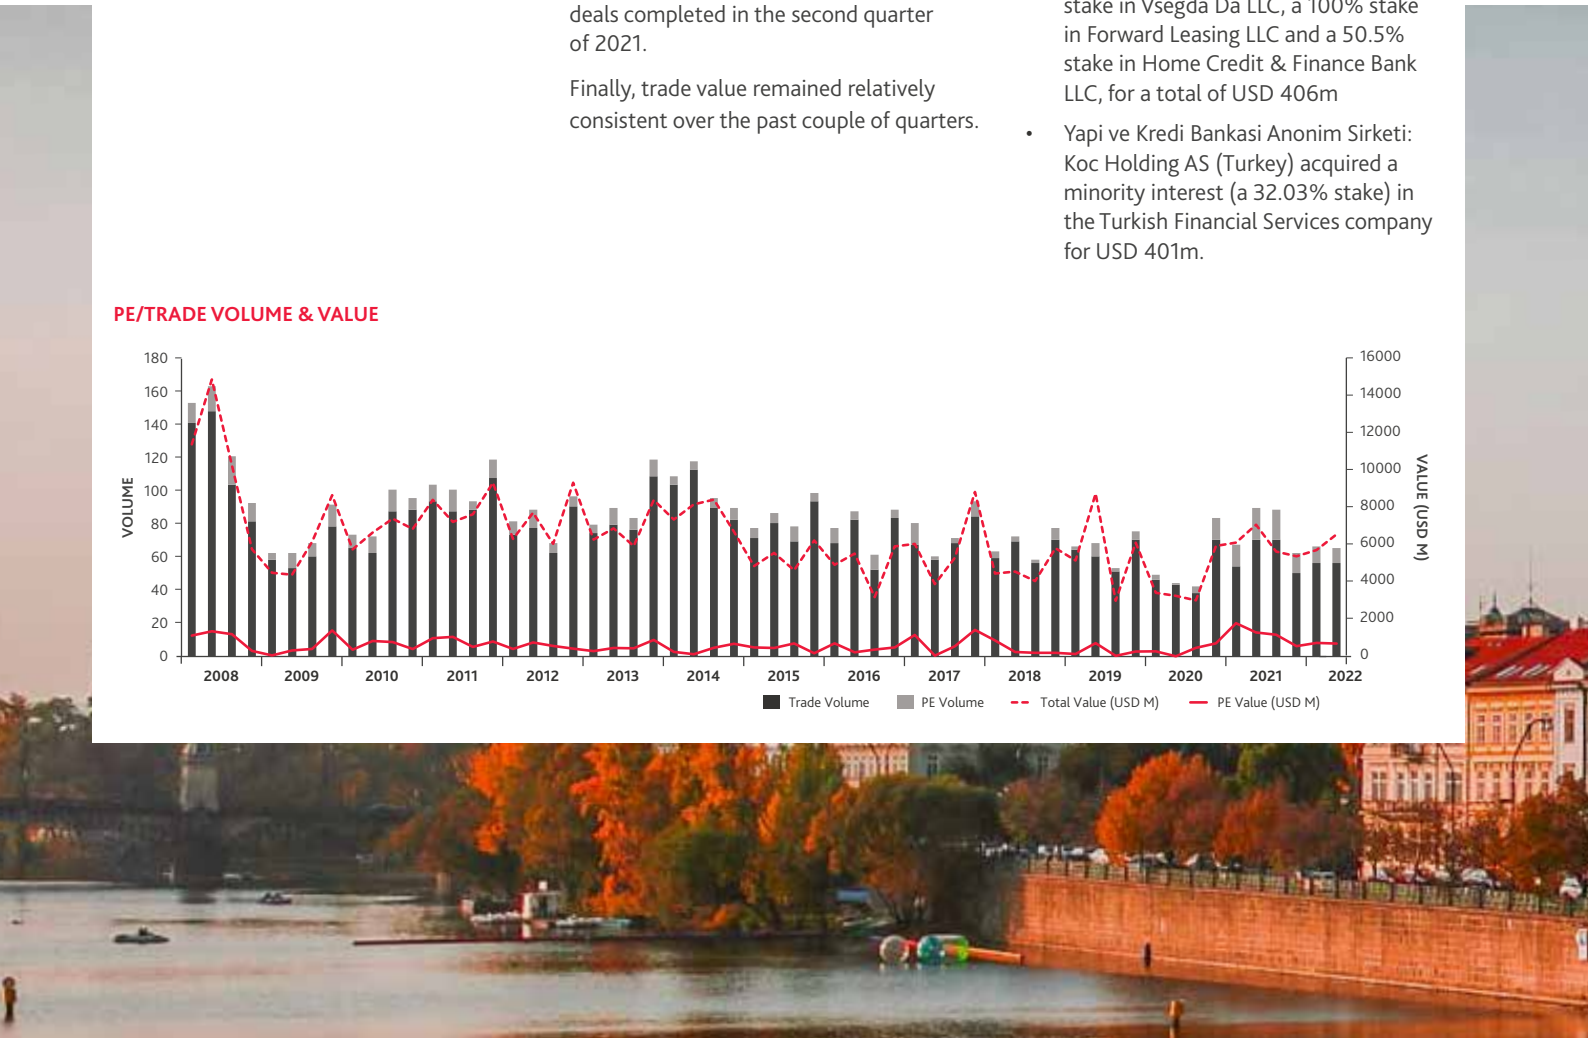 deals completed in the second quarter
of 2021.
Finally, trade value remained relatively
consistent over the past couple of quarters.
stake in Vsegda Da LLC, a 100% stake
in Forward Leasing LLC and a 50.5%
stake in Home Credit & Finance Bank
LLC, for a total of USD 406m
• Yapi ve Kredi Bankasi Anonim Sirketi:
Koc Holding AS (Turkey) acquired a
minority interest (a 32.03% stake) in
the Turkish Financial Services company
for USD 401m.
PE/TRADE VOLUME & VALUE
VOLUME
180
160
140
120
100
80
60
40
20
0
16000
14000
12000
10000
8000
6000
4000
2000
0
VALUE (USD M)
2008 2009 2010 2011 2012 2013 2014 2015 2016 2017 2018 2019 2020 2021 2022
Trade Volume PE Volume Total Value (USD M) PE Value (USD M)